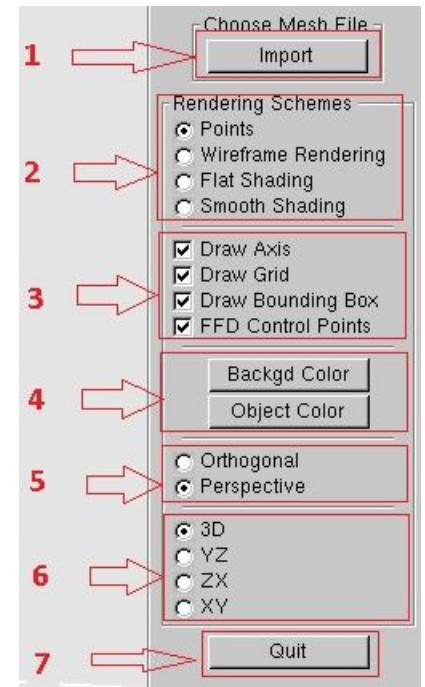 Choose Mesh File
1
Import
Rendering Schemes
Points
Wireframe Rendering
2
Flat Shading
Smooth Shading
Draw Axis
Draw Grid
3
Draw Bounding Box
FFD Control Points
Backgd Color
4
Object Color
Orthogonal
5
Perspective
3D
YZ
6
ZX
XY
Quit
7